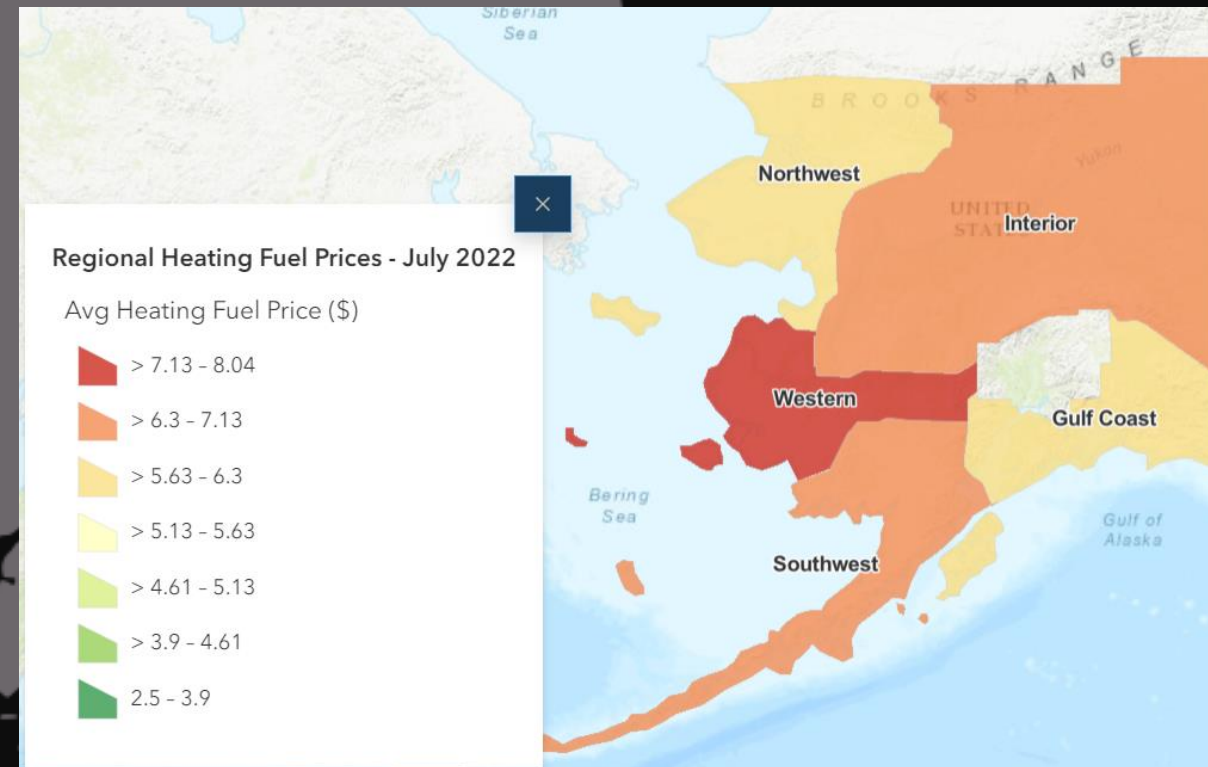 Siberian
Sea
BROOKS RANGE
Northwest
Yukon
UNITED
STATES
Interior
×
Regional Heating Fuel Prices - July 2022
Avg Heating Fuel Price ($)
> 7.13 – 8.04
> 6.3 – 7.13
> 5.63 – 6.3
> 5.13 – 5.63
> 4.61 – 5.13
> 3.9 – 4.61
2.5 – 3.9
Western
Gulf Coast
Bering
Sea
Gulf of
Alaska
Southwest